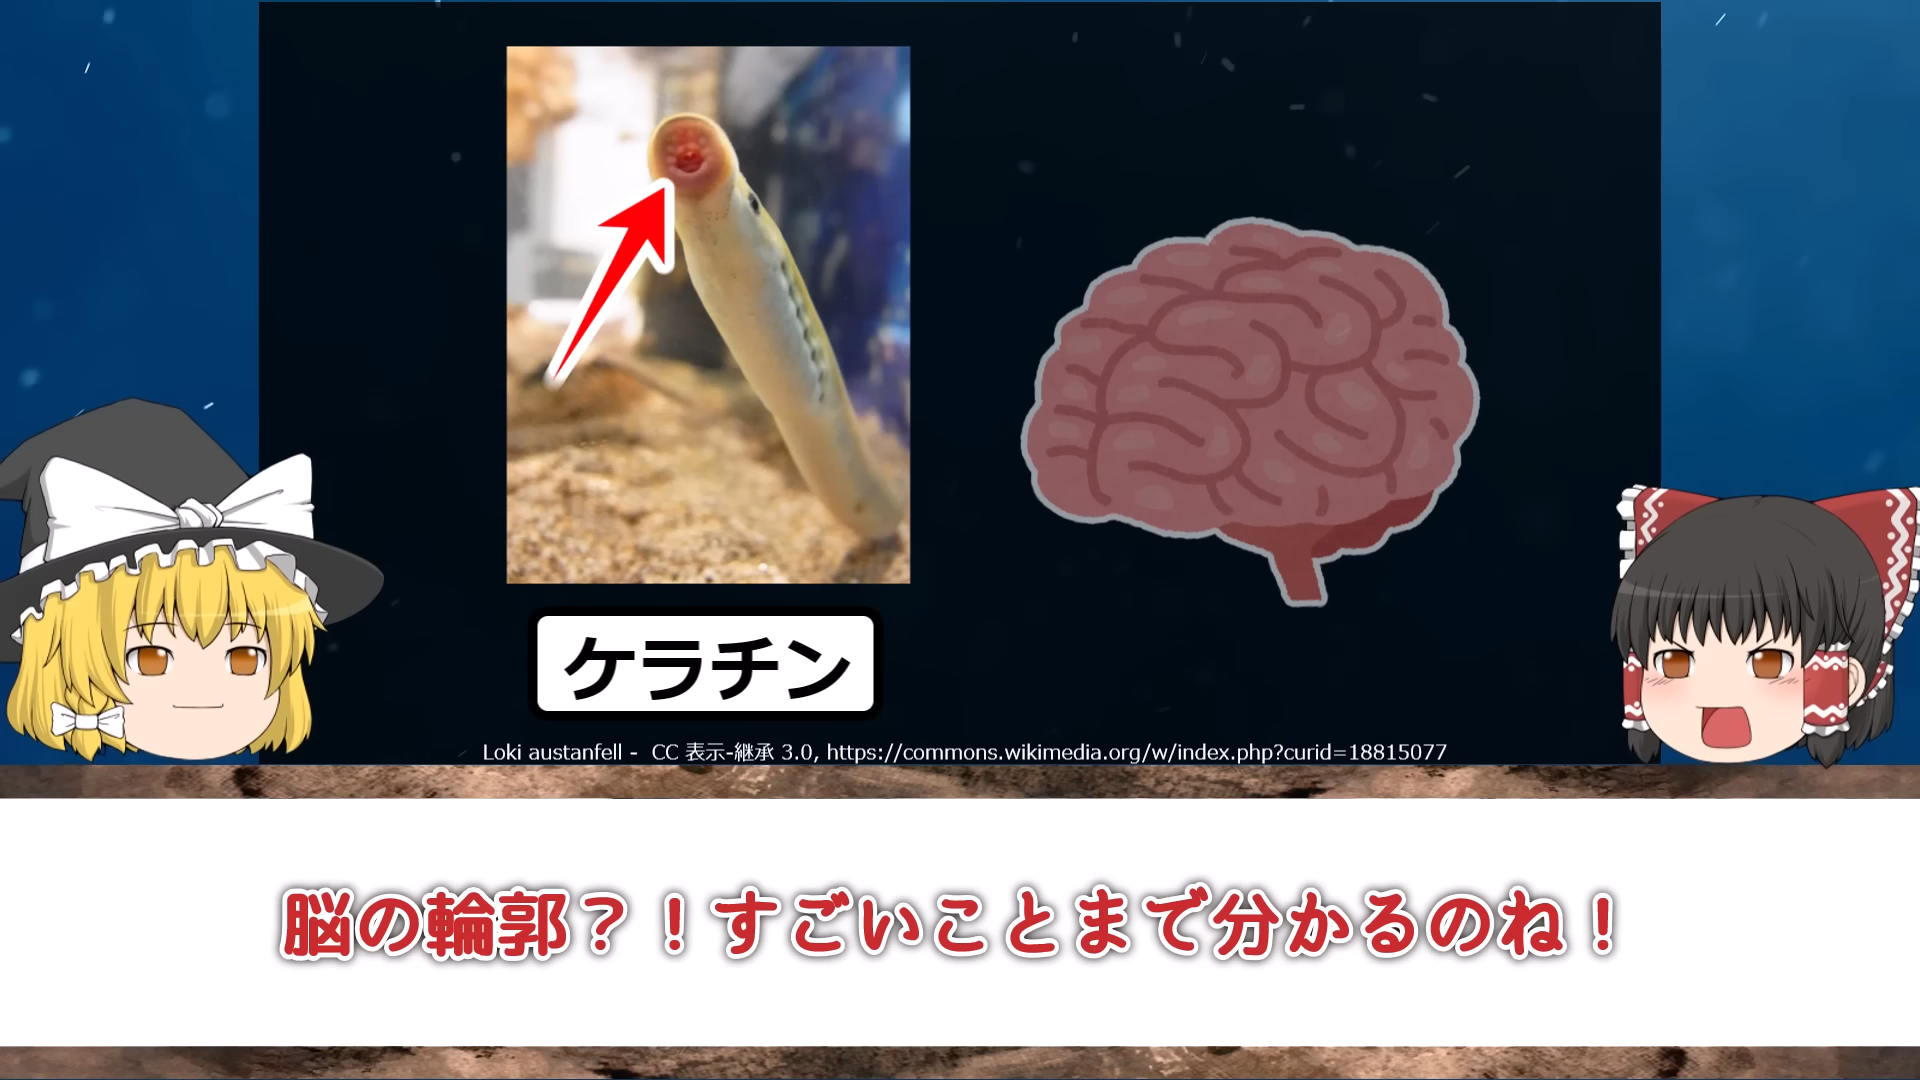 ケラチン
Loki austanfell - CC 表示-継承 3.0, https://commons.wikimedia.org/w/index.php?curid=18815077
脳の輪郭？！すごいことまで分かるのね！